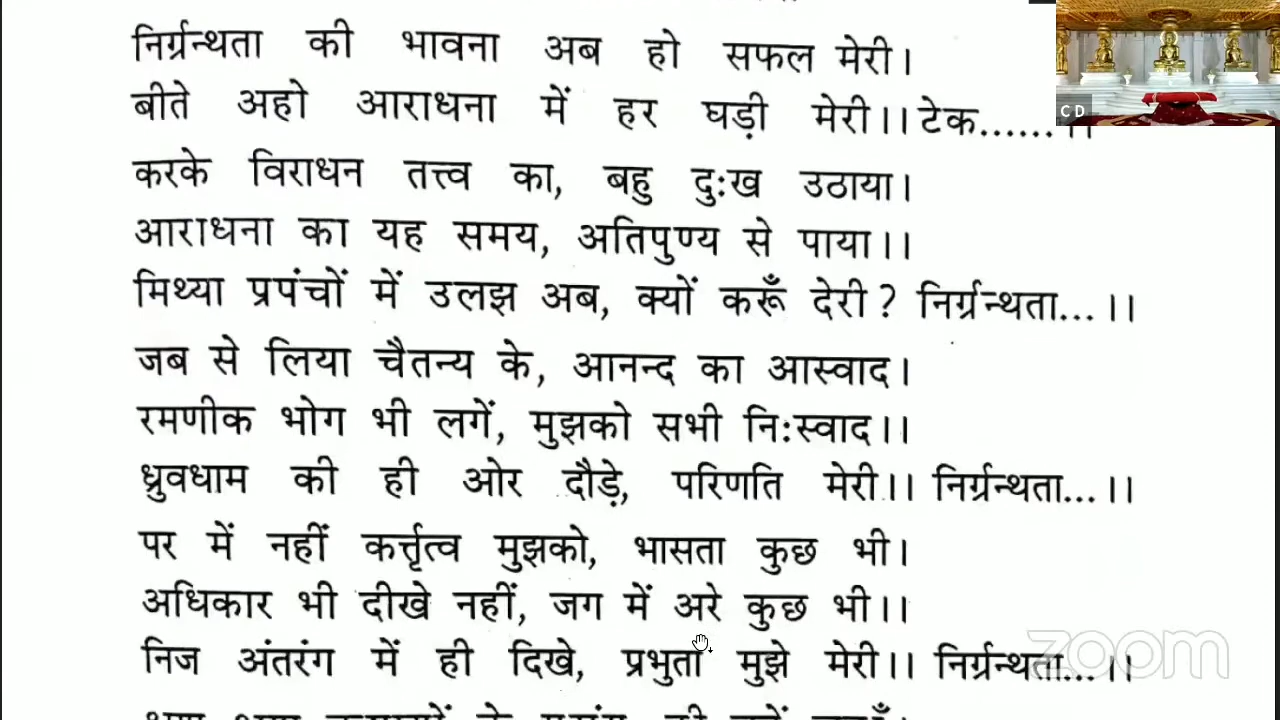 निर्ग्रन्थता की भावना अब हो सफल मेरी।
बीते अहो आराधना में हर घड़ी मेरी।। टेक......।।
करके विराधन तत्त्व का, बहु दुःख उठाया।
आराधना का यह समय, अतिपुण्य से पाया।।
मिथ्या प्रपंचों में उलझ अब, क्यों करूँ देरी? निर्ग्रन्थता...।।
जब से लिया चैतन्य के, आनन्द का आस्वाद।
रमणीक भोग भी लगें, मुझको सभी निःस्वाद।।
ध्रुवधाम की ही ओर दौड़े, परिणति मेरी।। निर्ग्रन्थता...।।
पर में नहीं कर्त्तृत्व मुझको, भासता कुछ भी।
अधिकार भी दीखे नहीं, जग में अरे कुछ भी।।
निज अंतरंग में ही दिखे, प्रभुता मुझे मेरी।। निर्ग्रन्थता...।।
C D
zoom